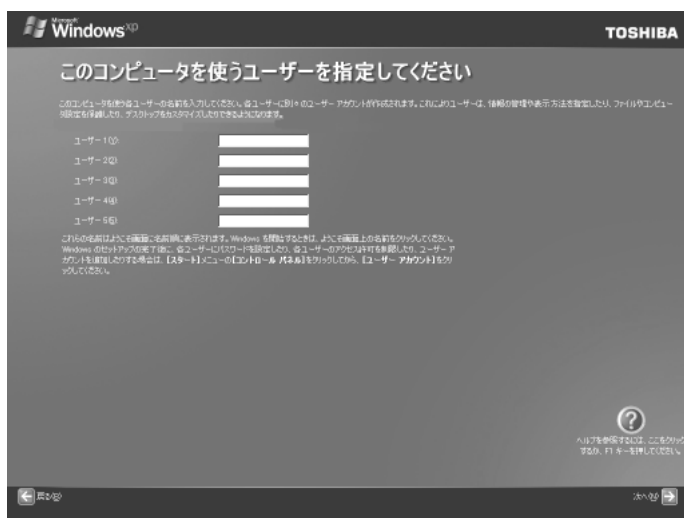 Microsoft
Windows xp
TOSHIBA
このコンピュータを使うユーザーを指定してください
このコンピュータを使う各ユーザーの名前を入力してください。各ユーザーに別々のユーザー アカウントが作成されます。これによりユーザーは、情報の管理や表示方法を指定したり、ファイルやコンピュー
タ設定を保護したり、デスクトップをカスタマイズしたりできるようになります。
ユーザー 1(Y):
ユーザー 2(2):
ユーザー 3(3):
ユーザー 4(4):
ユーザー 5(5):
これらの名前はようこそ画面に名前順に表示されます。Windows を開始するときは、ようこそ画面上の名前をクリックしてください。
Windows のセットアップの完了後に、各ユーザーにパスワードを設定したり、各ユーザーのアクセス許可を制限したり、ユーザー ア
カウントを追加したりする場合は、[スタート]メニューの[コントロール パネル]をクリックしてから、[ユーザー アカウント]をクリ
ックしてください。
ヘルプを参照するには、ここをクリック
するか、F1 キーを押してください。
戻る(B)
次へ(N)